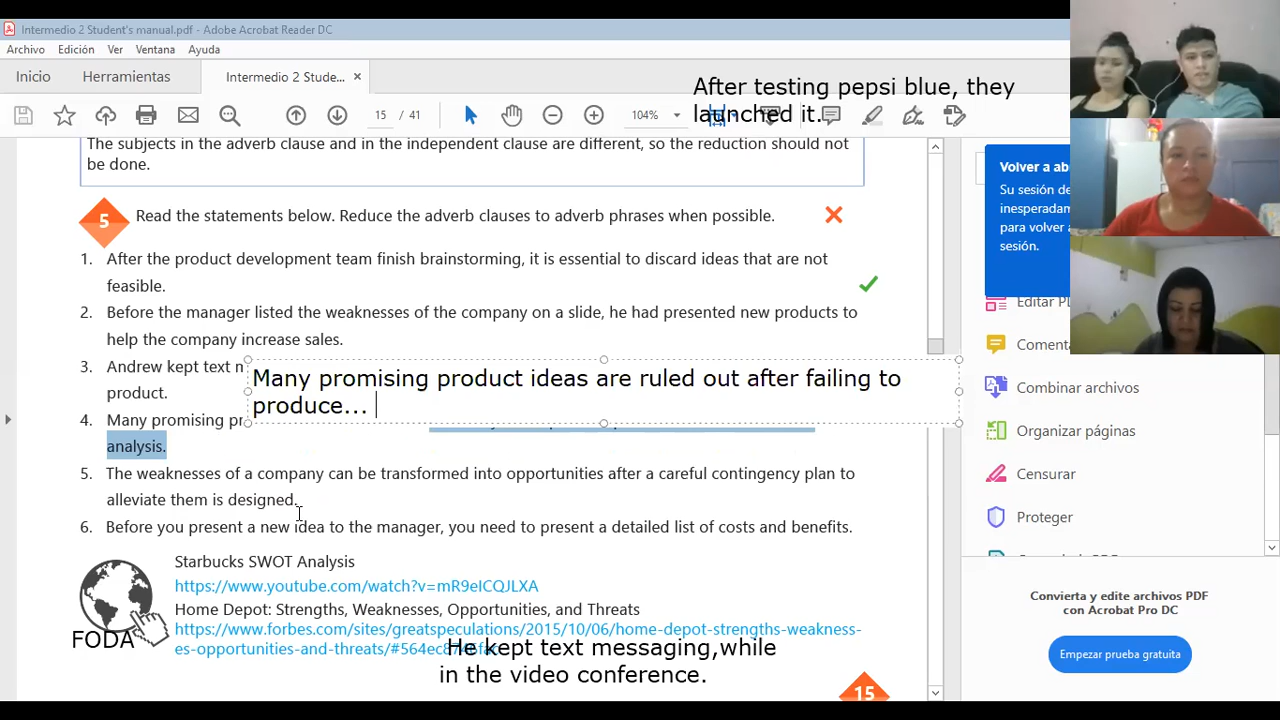 Intermedio 2 Student's manual.pdf - Adobe Acrobat Reader DC
Archivo Edición Ver Ventana Ayuda
Inicio Herramientas Intermedio 2 Stude... ×
After testing pepsi blue, they
launched it.
15 / 41 104%
The subjects in the adverb clause and in the independent clause are different, so the reduction should not
be done.
5 Read the statements below. Reduce the adverb clauses to adverb phrases when possible.
1. After the product development team finish brainstorming, it is essential to discard ideas that are not
feasible.
2. Before the manager listed the weaknesses of the company on a slide, he had presented new products to
help the company increase sales.
3. Andrew kept text
product.
Many promising product ideas are ruled out after failing to
produce...
4. Many promising
analysis.
5. The weaknesses of a company can be transformed into opportunities after a careful contingency plan to
alleviate them is designed.
6. Before you present a new idea to the manager, you need to present a detailed list of costs and benefits.
Starbucks SWOT Analysis
https://www.youtube.com/watch?v=mR9eICQJLXA
Home Depot: Strengths, Weaknesses, Opportunities, and Threats
https://www.forbes.com/sites/greatspeculations/2015/10/06/home-depot-strengths-weakness-
es-opportunities-and-threats/#564ec
FODA
He kept text messaging,while
in the video conference.
15
Volver a
Su sesión
para volver
sesión.
Editar
Combinar archivos
Organizar páginas
Censurar
Proteger
Convierta y edite archivos PDF
con Acrobat Pro DC
Empezar prueba gratuita